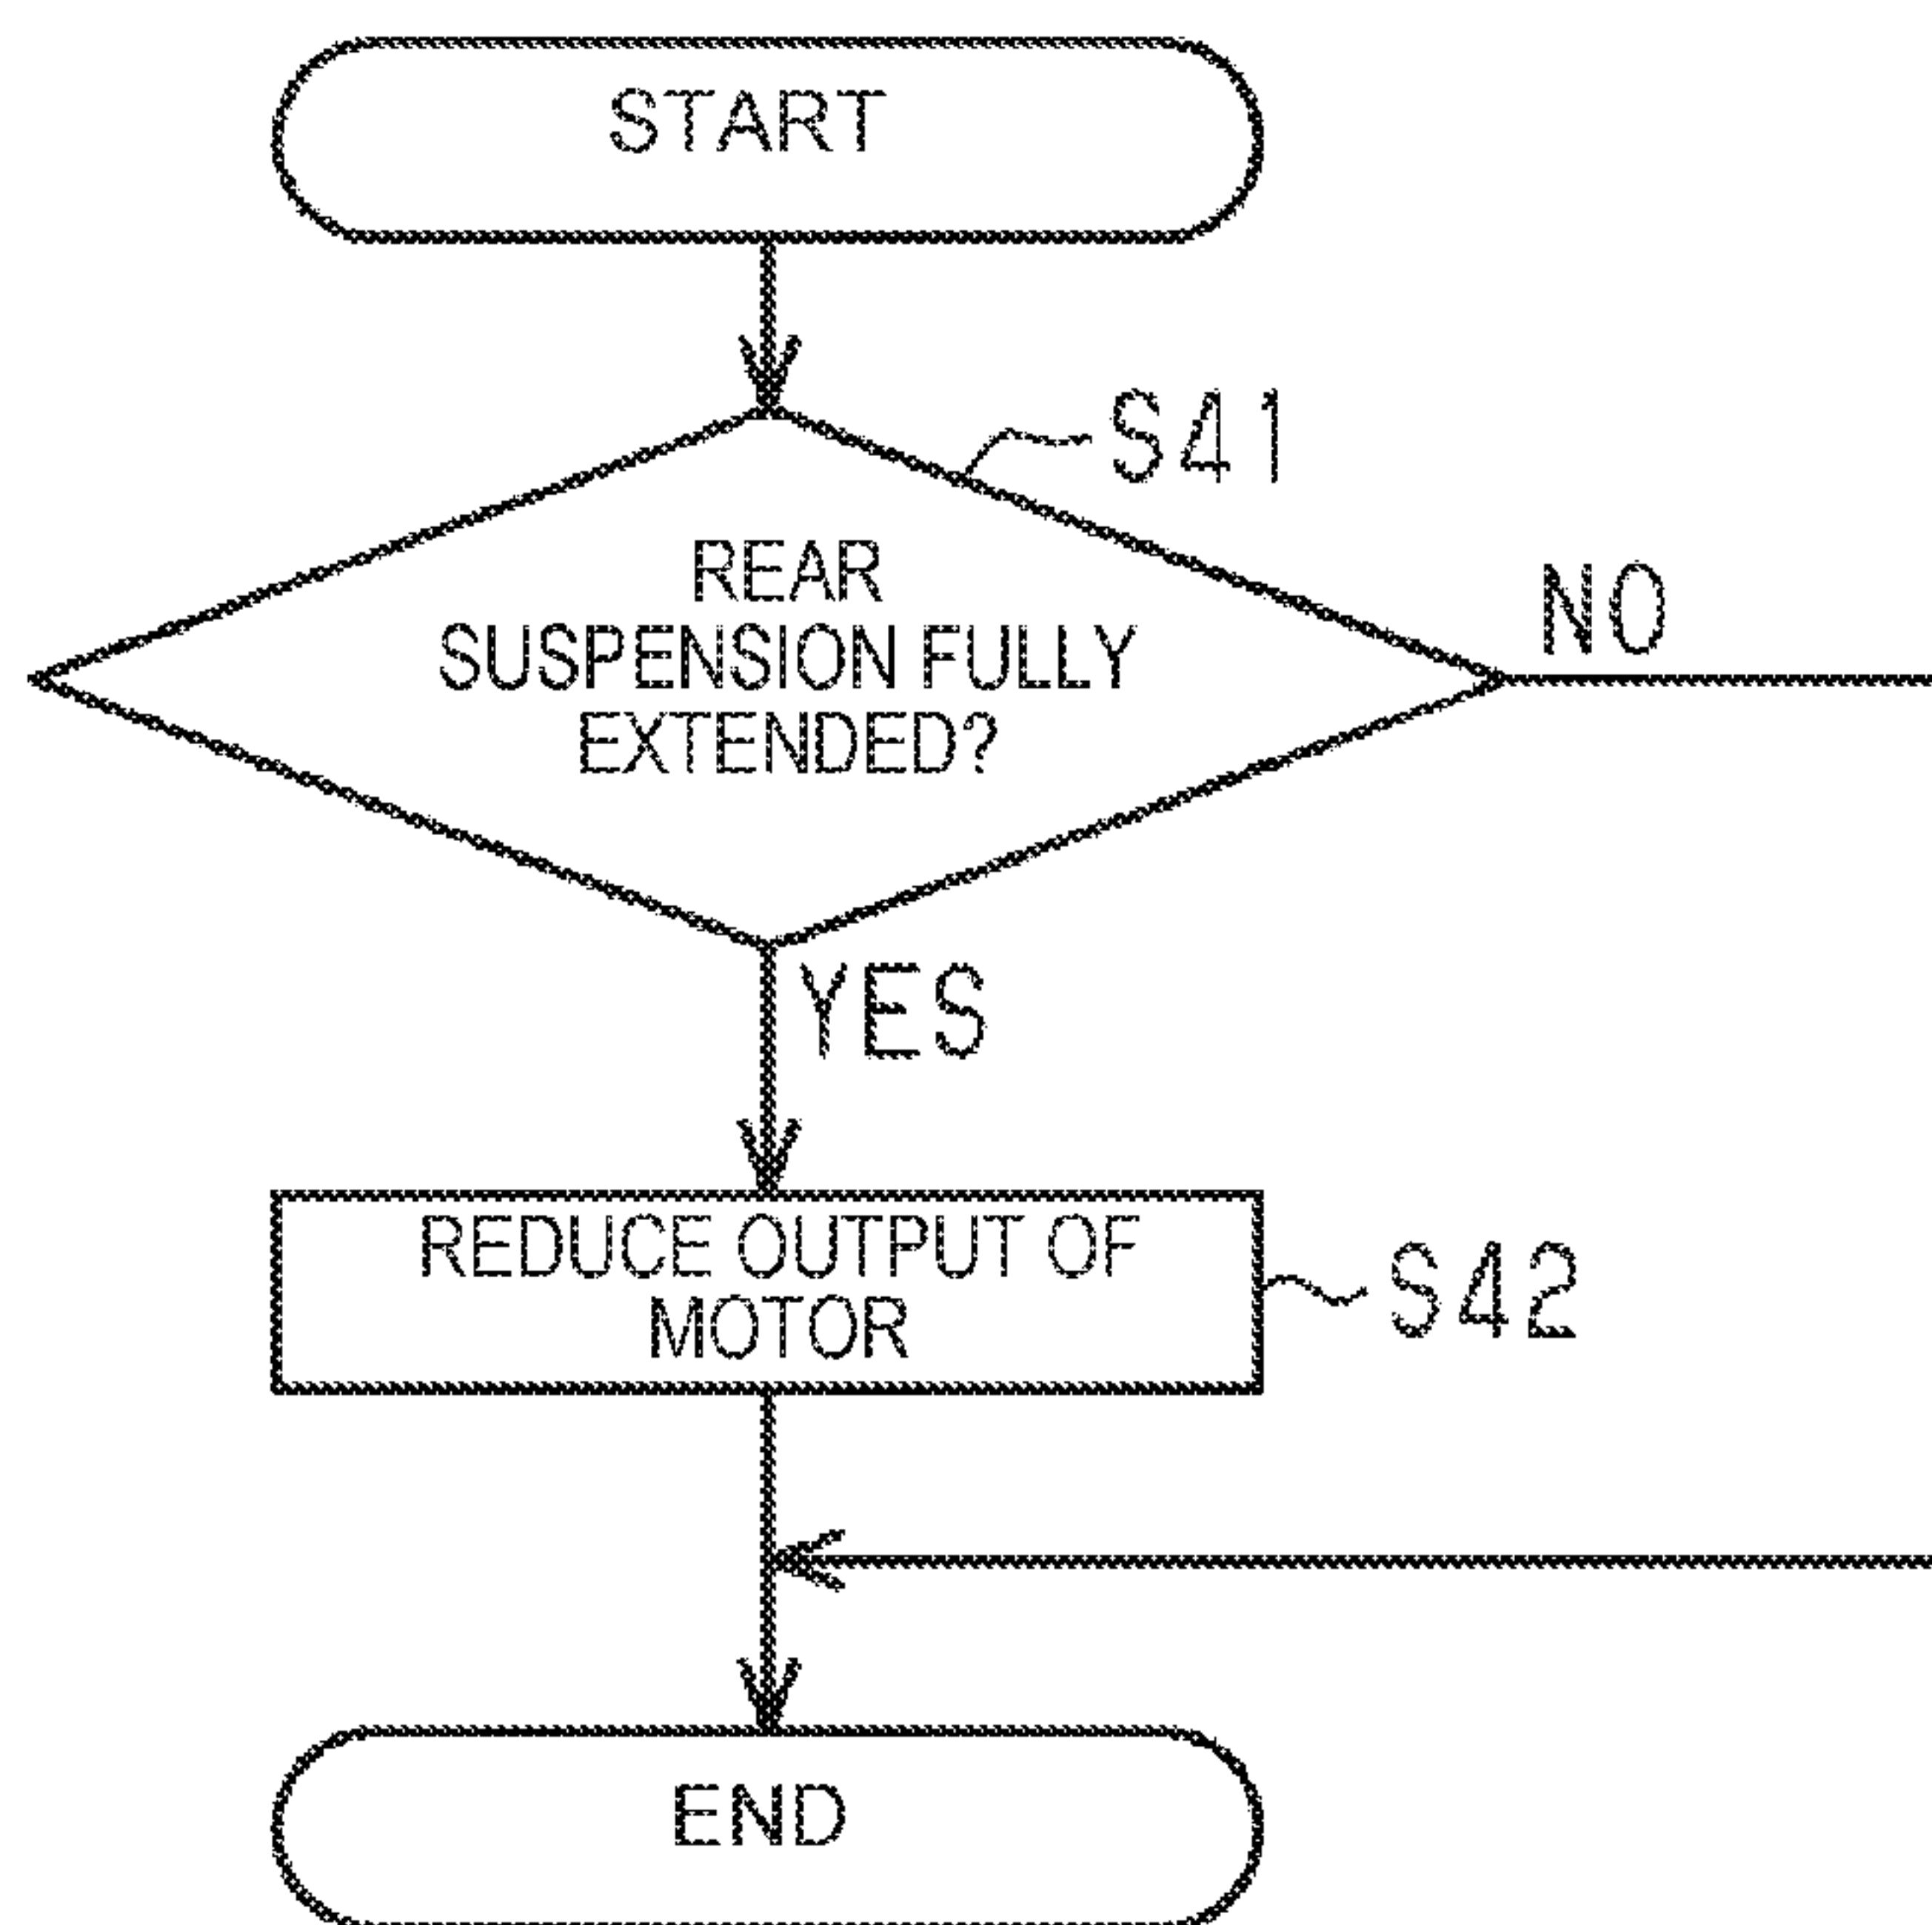 START
S41
REAR
SUSPENSION FULLY
EXTENDED?
NO
YES
REDUCE OUTPUT OF
MOTOR
S42
END